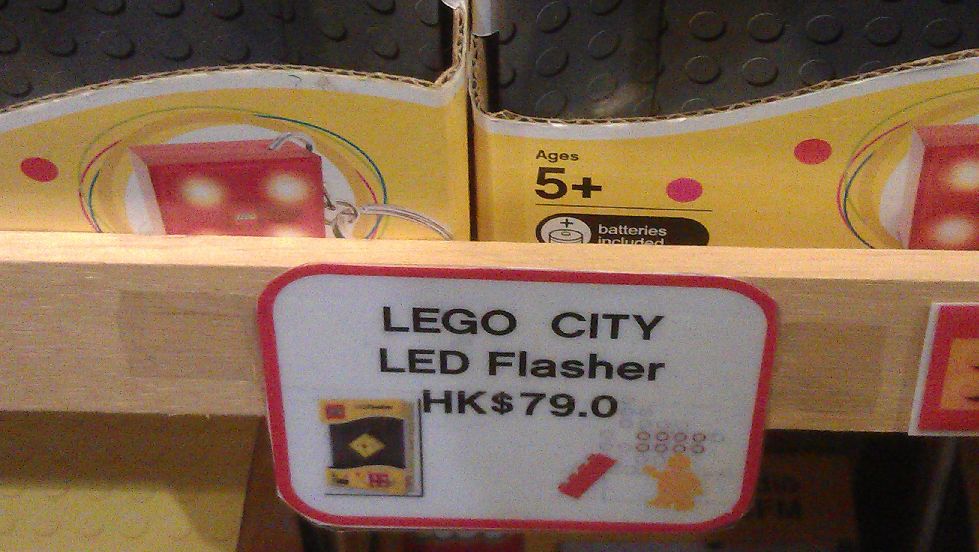 Ages
5+
batteries
included
LEGO CITY
LED Flasher
HK$79.0